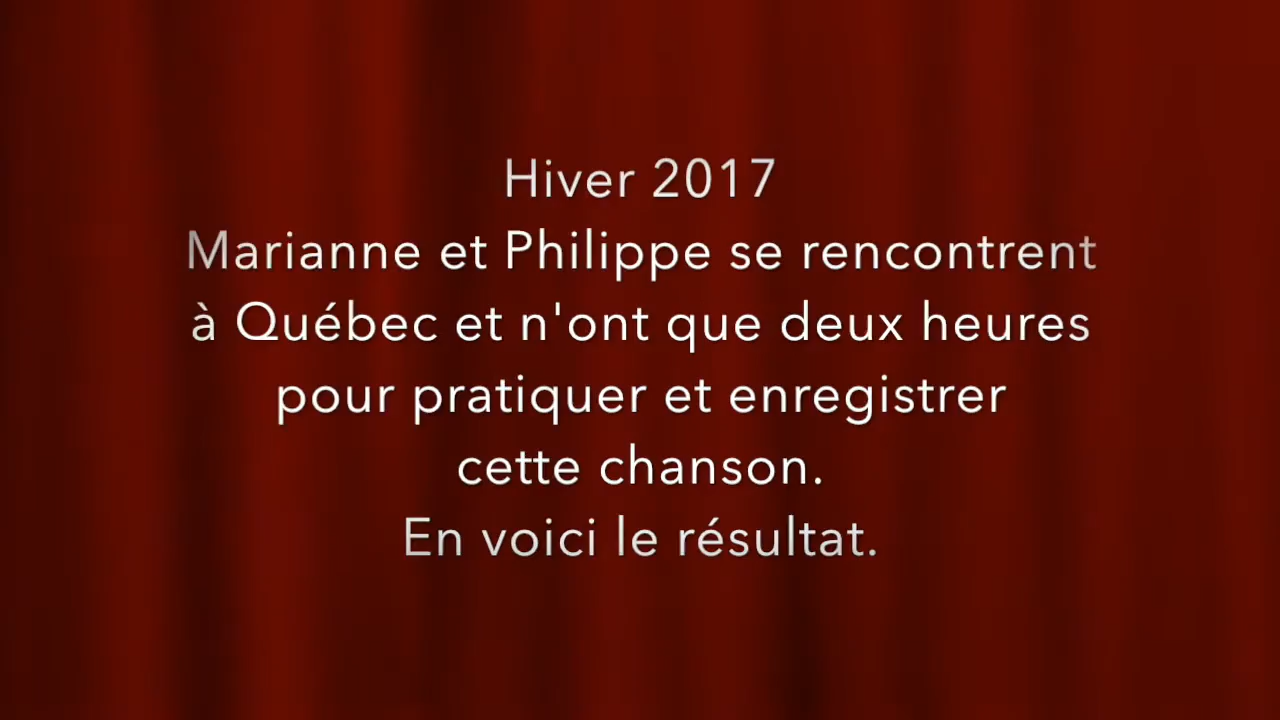 Hiver 2017
Marianne et Philippe se rencontrent
à Québec et n'ont que deux heures
pour pratiquer et enregistrer
cette chanson.
En voici le résultat.